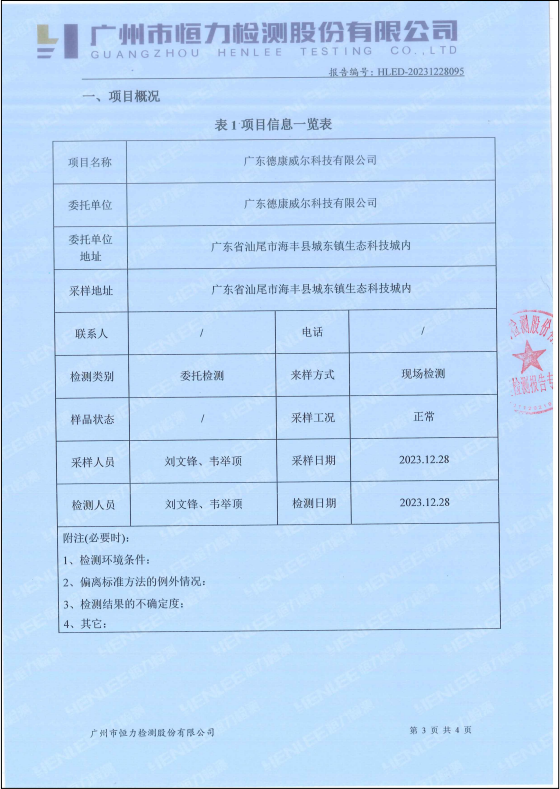 广州市恒力检测股份有限公司
GUANGZHOU HENLEE TESTING CO.,LTD
报告编号：HLED-20231228095
一、项目概况
表 1 项目信息一览表
项目名称 广东德康威尔科技有限公司
委托单位 广东德康威尔科技有限公司
委托单位
地址
广东省汕尾市海丰县城东镇生态科技城内
采样地址 广东省汕尾市海丰县城东镇生态科技城内
联系人 / 电话 /
检测类别 委托检测 来样方式 现场检测
样品状态 / 采样工况 正常
采样人员 刘文锋、韦举顶 采样日期 2023.12.28
检测人员 刘文锋、韦举顶 检测日期 2023.12.28
附注(必要时)：
1、检测环境条件：
2、偏离标准方法的例外情况：
3、检测结果的不确定度；
4、其它：
检测股份
检测报告专
广州市恒力检测股份有限公司
第 3 页 共 4 页